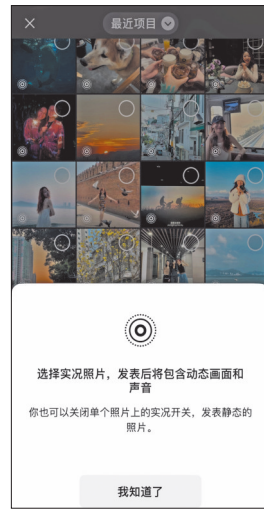 最近项目
选择实况照片，发表后将包含动态画面和
声音
你也可以关闭单个照片上的实况开关，发表静态的
照片。
我知道了